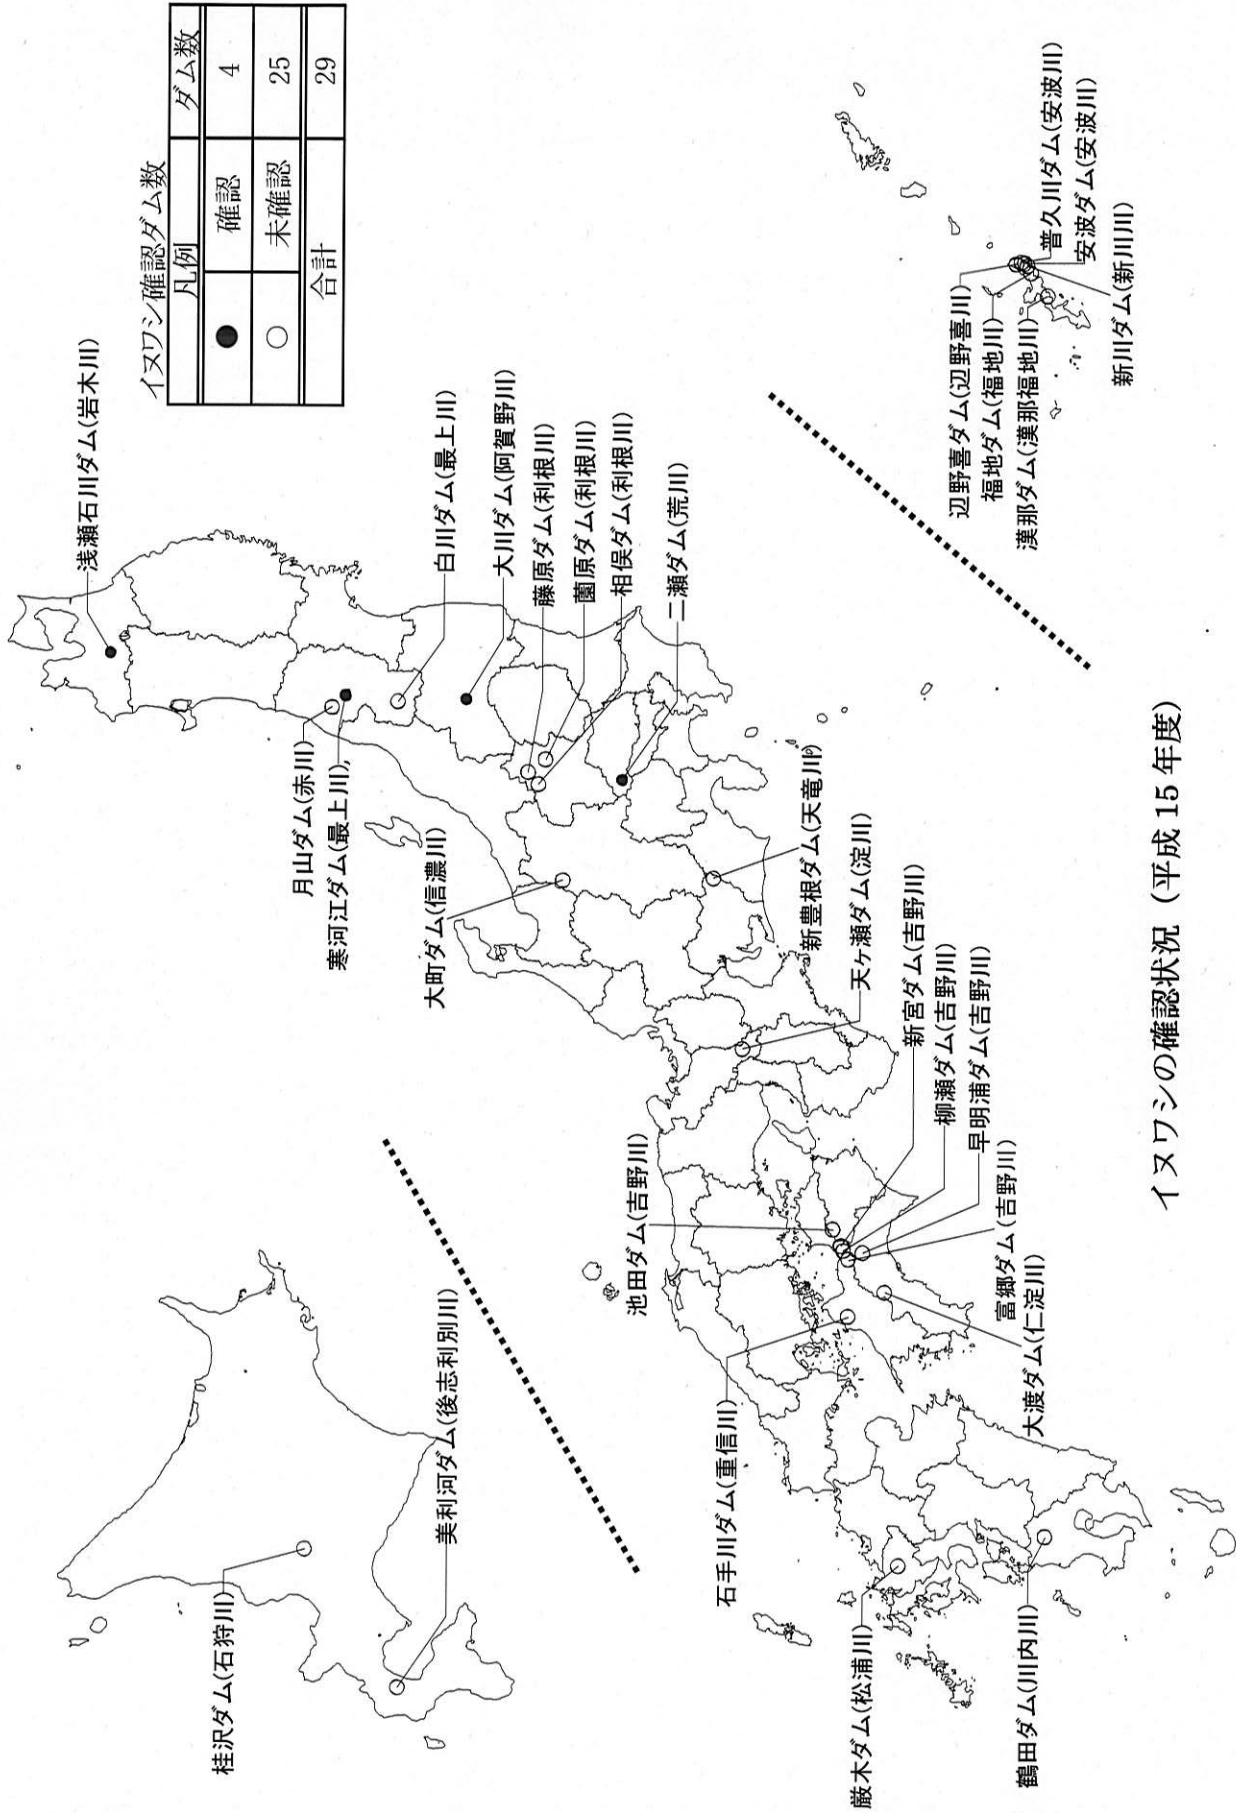 イヌワシ確認ダム数
凡例 ダム数
● 確認 4
○ 未確認 25
合計 29
桂沢ダム(石狩川)
美利河ダム(後志利別川)
浅瀬石川ダム(岩木川)
月山ダム(赤川)
寒河江ダム(最上川)
白川ダム(最上川)
大川ダム(阿賀野川)
藤原ダム(利根川)
薗原ダム(利根川)
相俣ダム(利根川)
二瀬ダム(荒川)
大町ダム(信濃川)
新豊根ダム(天竜川)
天ヶ瀬ダム(淀川)
新宮ダム(吉野川)
柳瀬ダム(吉野川)
早明浦ダム(吉野川)
池田ダム(吉野川)
富郷ダム(吉野川)
大渡ダム(仁淀川)
石手川ダム(重信川)
厳木ダム(松浦川)
鶴田ダム(川内川)
辺野喜ダム(辺野喜川)
福地ダム(福地川)
漢那ダム(漢那福地川)
普久川ダム(安波川)
安波ダム(安波川)
新川ダム(新川川)
イヌワシの確認状況（平成 15 年度）